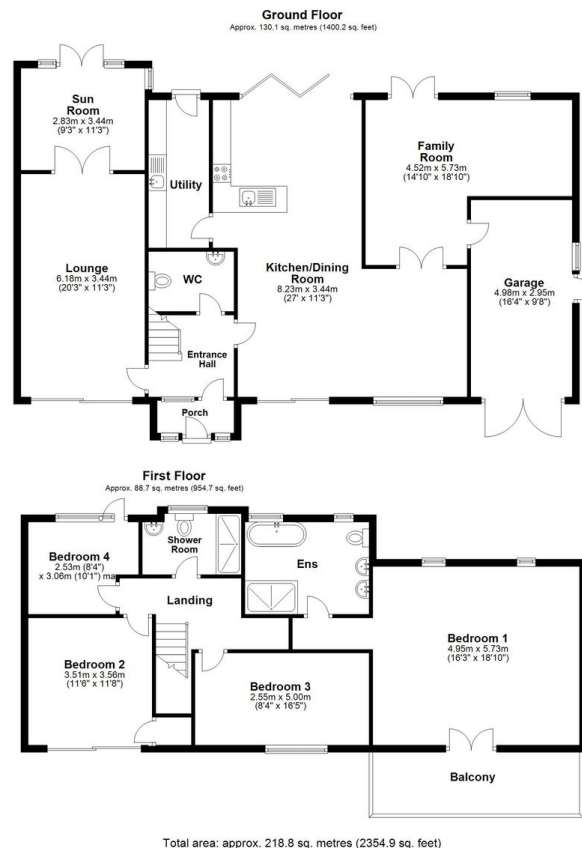 Ground Floor
Approx. 130.1 sq. metres (1400.2 sq. feet)
Sun
Room
2.83m x 3.44m
(9'3" x 11'3")
Utility
Family
Room
4.52m x 5.73m
(14'10" x 18'10")
Lounge
6.18m x 3.44m
(20'3" x 11'3")
WC
Kitchen/Dining
Room
8.23m x 3.44m
(27' x 11'3")
Garage
4.98m x 2.95m
(16'4" x 9'8")
Entrance
Hall
Porch
First Floor
Approx. 88.7 sq. metres (954.7 sq. feet)
Bedroom 4
2.53m (8'4")
x 3.06m (10'1") ma
Shower
Room
Ens
Landing
Bedroom 2
3.51m x 3.56m
(11'6" x 11'8")
Bedroom 3
2.55m x 5.00m
(8'4" x 16'5")
Bedroom 1
4.95m x 5.73m
(16'3" x 18'10")
Balcony
Total area: approx. 218.8 sq. metres (2354.9 sq. feet)